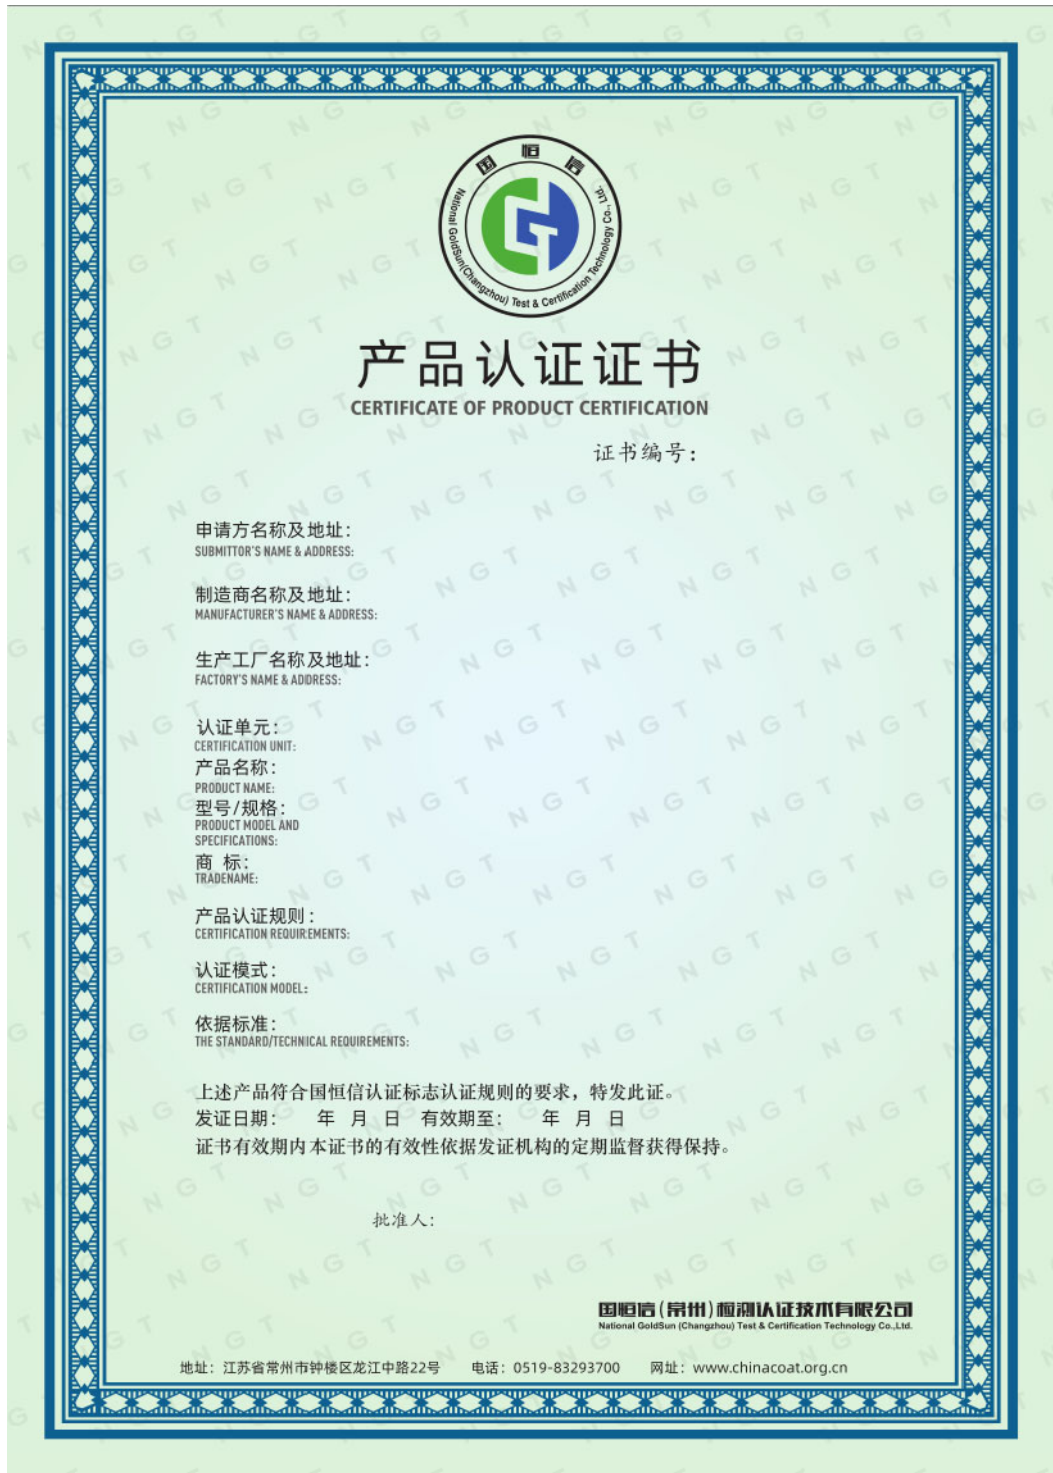 国恒信
National GoldSun(Changzhou) Test & Certification Technology Co., Ltd.
产品认证证书
CERTIFICATE OF PRODUCT CERTIFICATION
证书编号：
申请方名称及地址：
SUBMITTOR'S NAME & ADDRESS:
制造商名称及地址：
MANUFACTURER'S NAME & ADDRESS:
生产工厂名称及地址：
FACTORY'S NAME & ADDRESS:
认证单元：
CERTIFICATION UNIT:
产品名称：
PRODUCT NAME:
型号/规格：
PRODUCT MODEL AND
SPECIFICATIONS:
商 标：
TRADENAME:
产品认证规则：
CERTIFICATION REQUIREMENTS:
认证模式：
CERTIFICATION MODEL:
依据标准：
THE STANDARD/TECHNICAL REQUIREMENTS:
上述产品符合国恒信认证标志认证规则的要求，特发此证。
发证日期： 年 月 日 有效期至： 年 月 日
证书有效期内本证书的有效性依据发证机构的定期监督获得保持。
批准人：
国恒信(常州)检测认证技术有限公司
National GoldSun (Changzhou) Test & Certification Technology Co.,Ltd.
地址：江苏省常州市钟楼区龙江中路22号 电话：0519-83293700 网址：www.chinacoat.org.cn
NGT